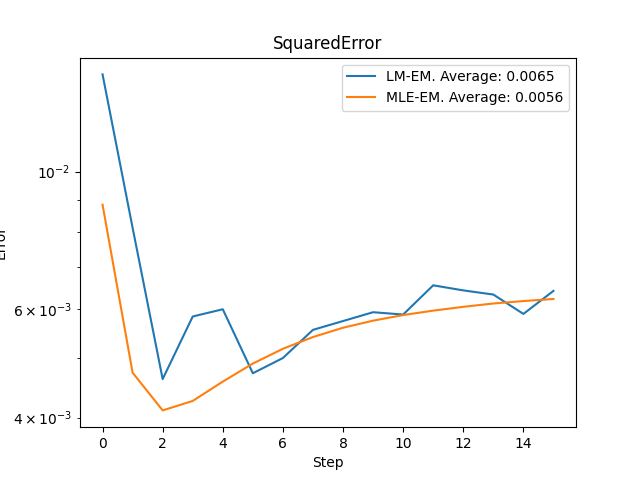 SquaredError
LM-EM. Average: 0.0065
MLE-EM. Average: 0.0056
10⁻²
6 × 10⁻³
4 × 10⁻³
Error
0 2 4 6 8 10 12 14
Step